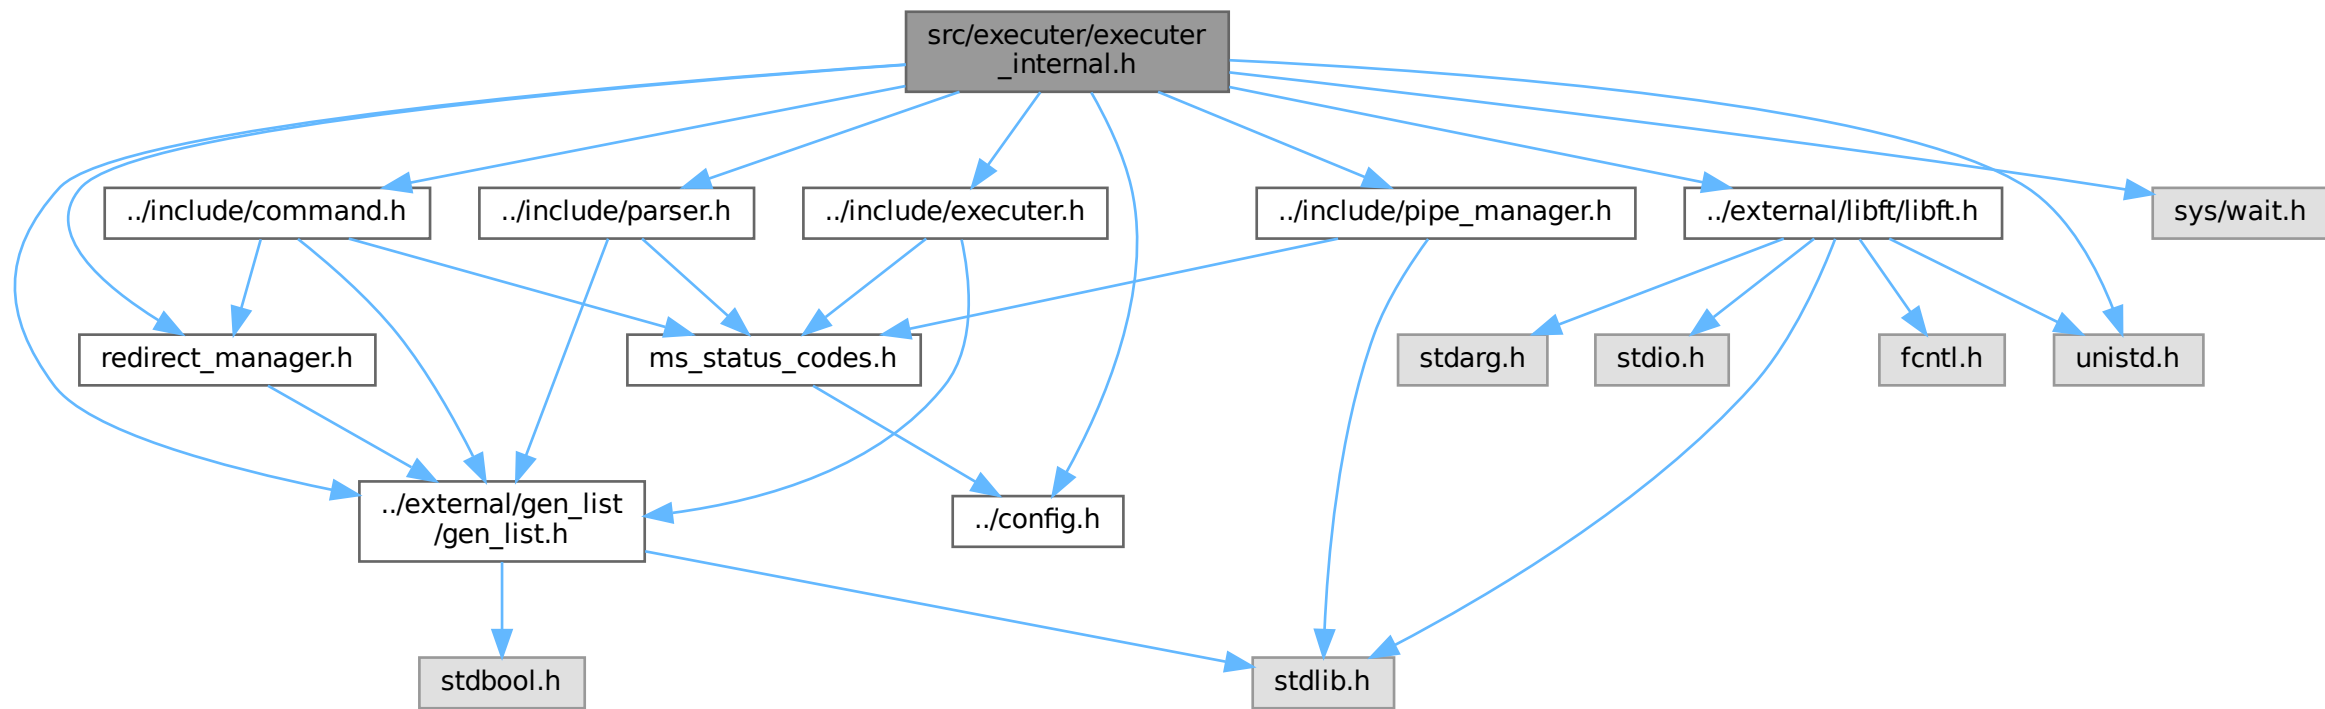 src/executer/executer
_internal.h
../include/command.h
../include/parser.h
../include/executer.h
../include/pipe_manager.h
../external/libft/libft.h
sys/wait.h
redirect_manager.h
ms_status_codes.h
stdarg.h
stdio.h
fcntl.h
unistd.h
../external/gen_list
/gen_list.h
../config.h
stdbool.h
stdlib.h